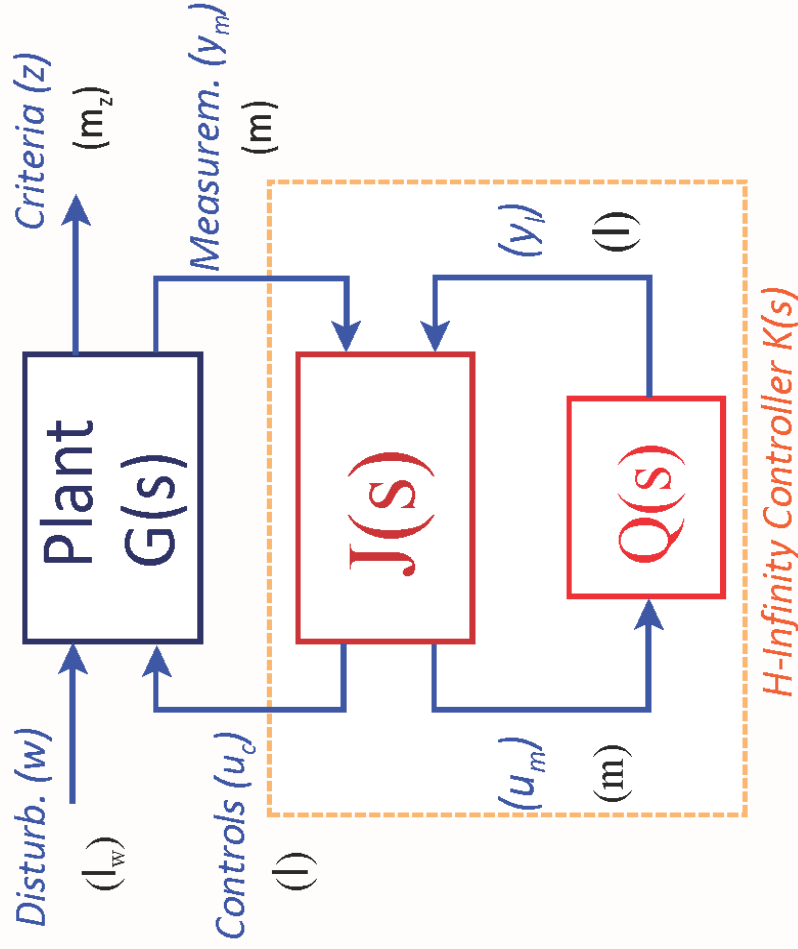 Disturb. (w)
(l_w)
Plant
G(s)
Criteria (z)
(m_z)
Controls (u_c)
(l)
Measurem. (y_m)
(m)
J(s)
(u_m)
(m)
(y_l)
(l)
Q(s)
H-Infinity Controller K(s)